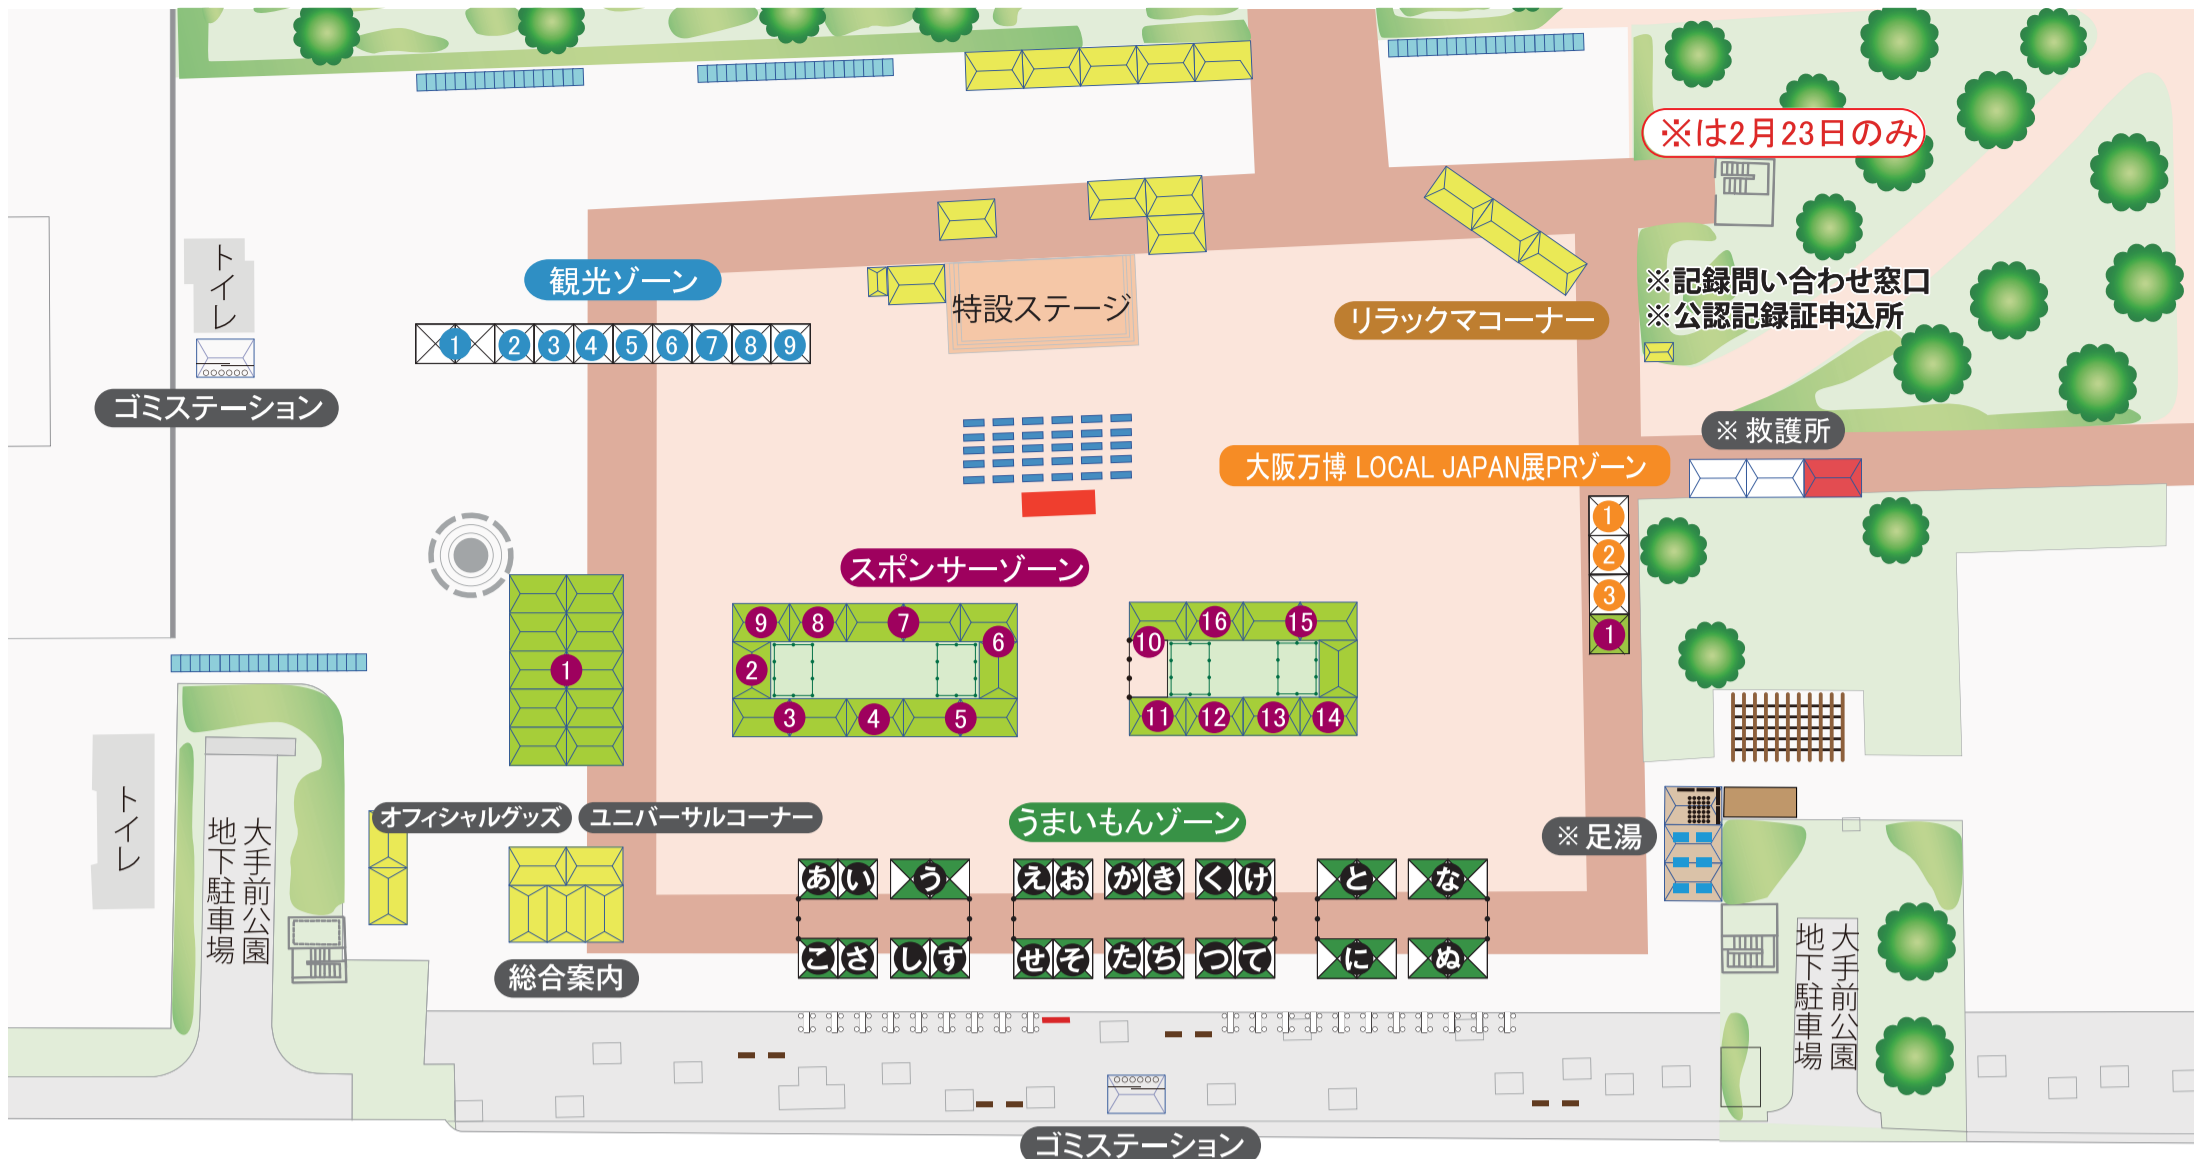 ※は2月23日のみ
トイレ
観光ゾーン
特設ステージ
リラックマコーナー
※記録問い合わせ窓口
※公認記録証申込所
1 2 3 4 5 6 7 8 9
ゴミステーション
※ 救護所
大阪万博 LOCAL JAPAN展PRゾーン
1
2
3
1
スポンサーゾーン
9 8 7 6
2
3 4 5
10 16 15
11 12 13 14
1
トイレ
大手前公園
地下駐車場
オフィシャルグッズ
ユニバーサルコーナー
うまいもんゾーン
※ 足湯
あ い う え お か き く け と な
こ さ し す せ そ た ち つ て に ぬ
総合案内
大手前公園
地下駐車場
ゴミステーション